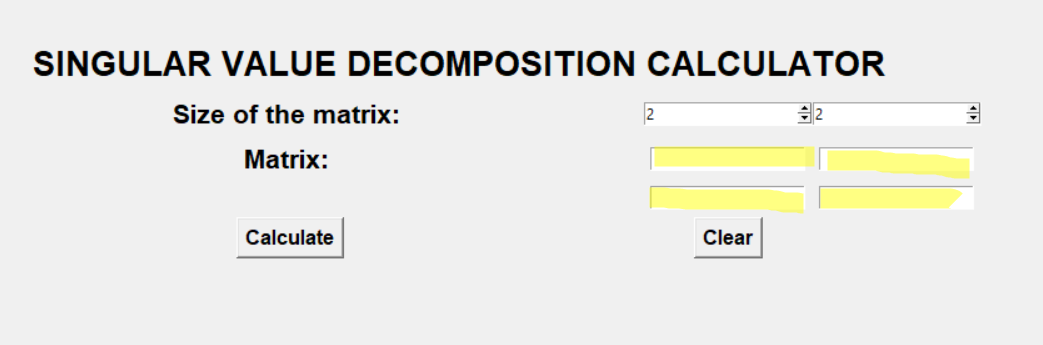 SINGULAR VALUE DECOMPOSITION CALCULATOR
Size of the matrix: 2 2
Matrix:
Calculate Clear